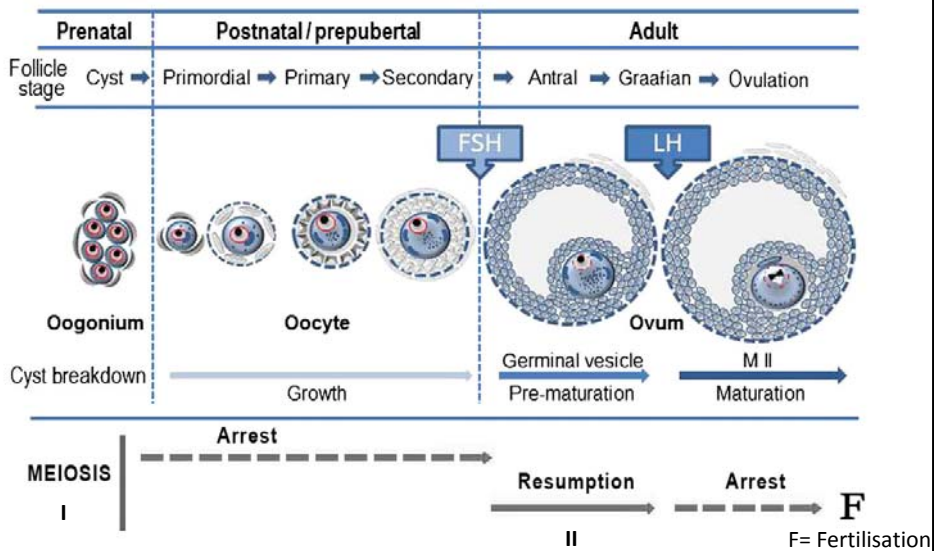 Prenatal Postnatal / prepubertal Adult
Follicle stage Cyst Primordial Primary Secondary Antral Graafian Ovulation
FSH LH
Oogonium Oocyte Ovum
Cyst breakdown Growth Germinal vesicle Pre-maturation M II Maturation
MEIOSIS Arrest Resumption Arrest F
I II
F= Fertilisation